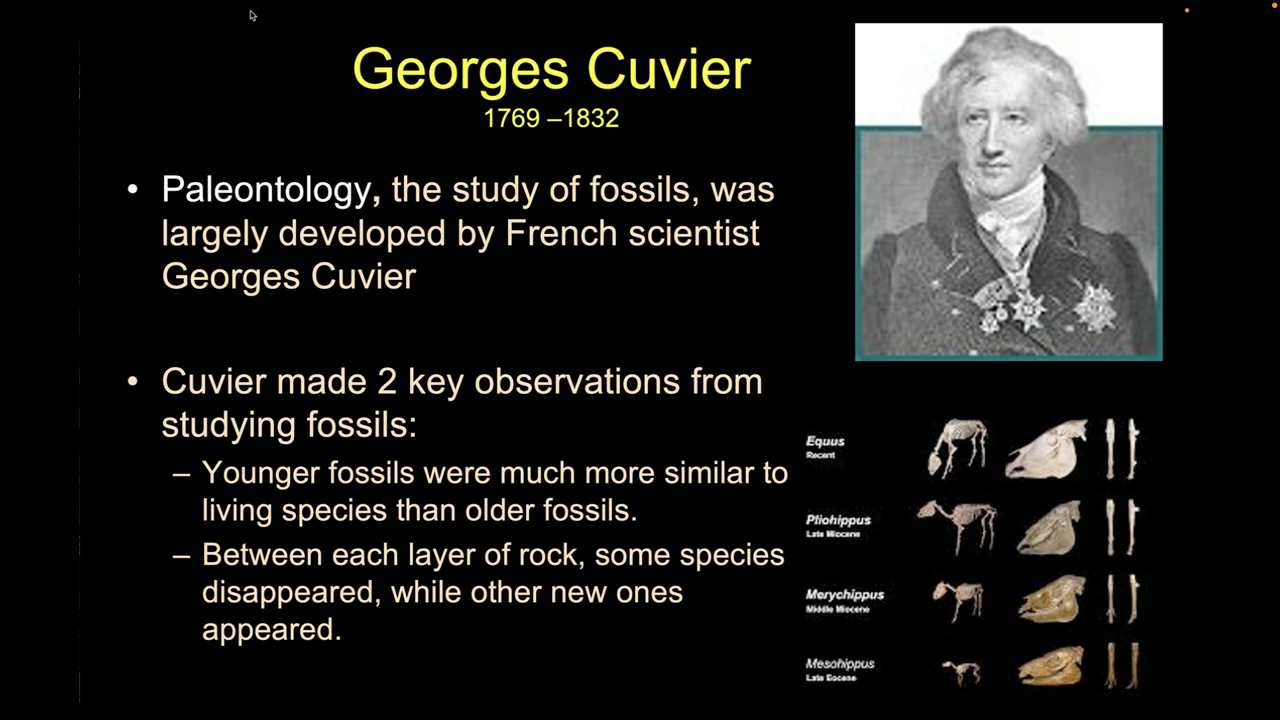 Georges Cuvier
1769 –1832
• Paleontology, the study of fossils, was
largely developed by French scientist
Georges Cuvier
• Cuvier made 2 key observations from
studying fossils:
– Younger fossils were much more similar to
living species than older fossils.
– Between each layer of rock, some species
disappeared, while other new ones
appeared.
Equus
Recent
Pliohippus
Late Miocene
Merychippus
Middle Miocene
Mesohippus
Late Eocene